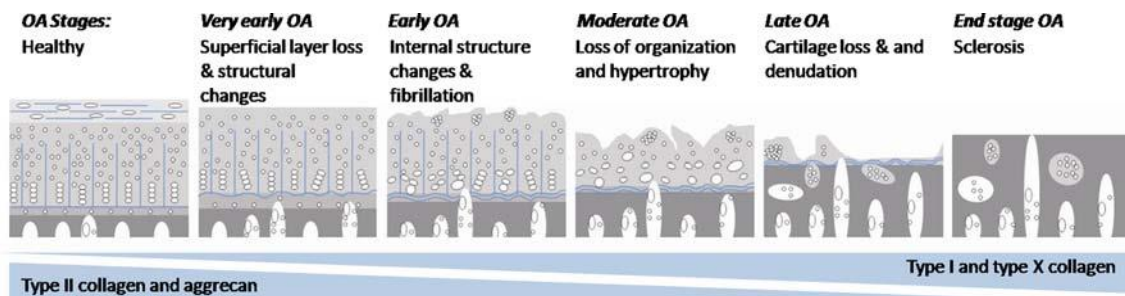 OA Stages:
Healthy
Very early OA
Superficial layer loss
& structural
changes
Early OA
Internal structure
changes &
fibrillation
Moderate OA
Loss of organization
and hypertrophy
Late OA
Cartilage loss & and
denudation
End stage OA
Sclerosis
Type I and type X collagen
Type II collagen and aggrecan